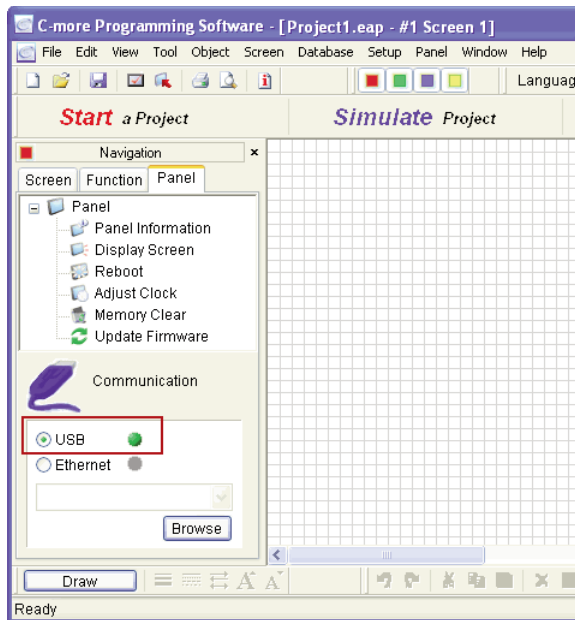 C-more Programming Software - [Project1.eap - #1 Screen 1]
File Edit View Tool Object Screen Database Setup Panel Window Help
Languag
Start a Project Simulate Project
Navigation
Screen Function Panel
Panel
Panel Information
Display Screen
Reboot
Adjust Clock
Memory Clear
Update Firmware
Communication
USB
Ethernet
Browse
Draw A A
Ready